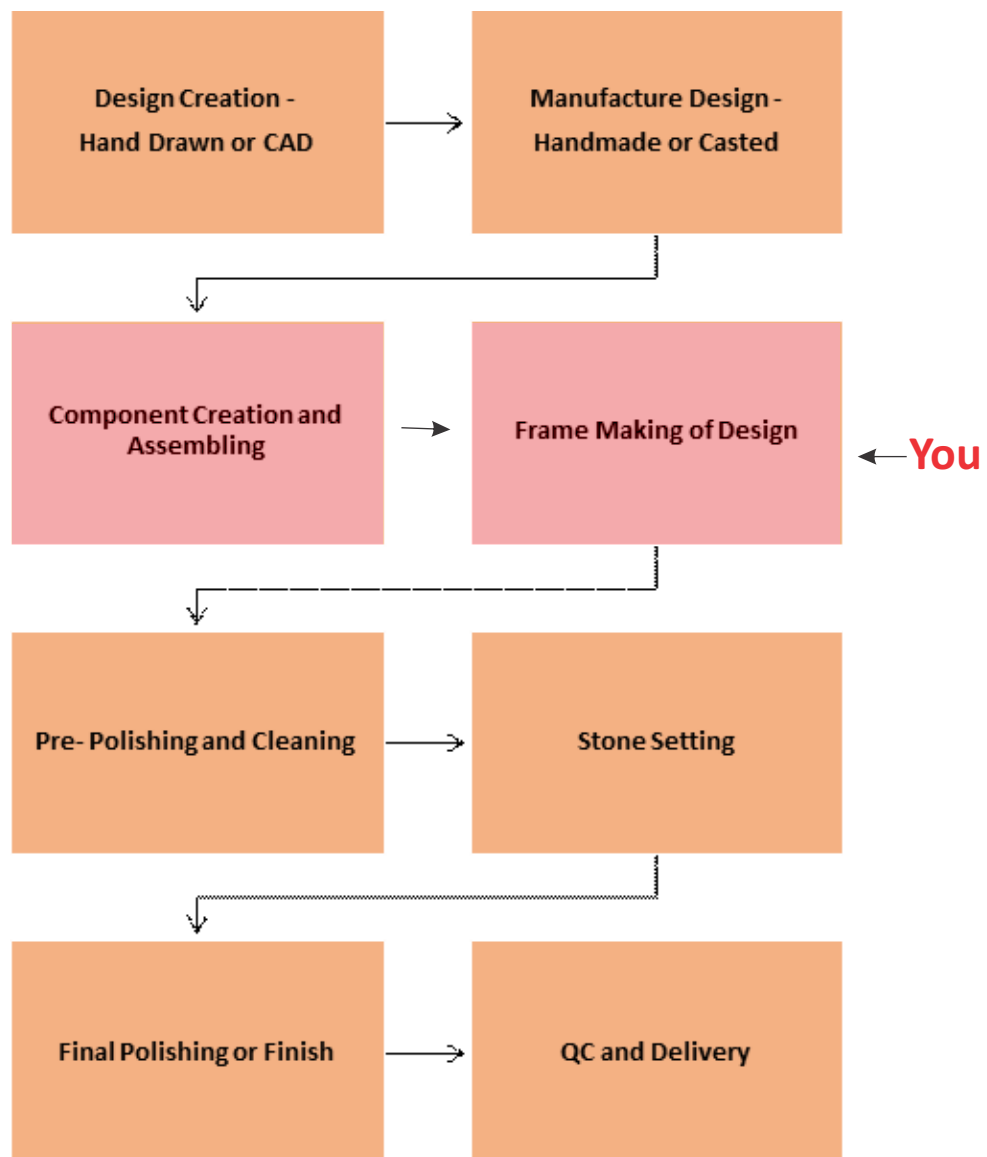 Design Creation -
Hand Drawn or CAD
Manufacture Design -
Handmade or Casted
Component Creation and
Assembling
Frame Making of Design
You
Pre- Polishing and Cleaning
Stone Setting
Final Polishing or Finish
QC and Delivery